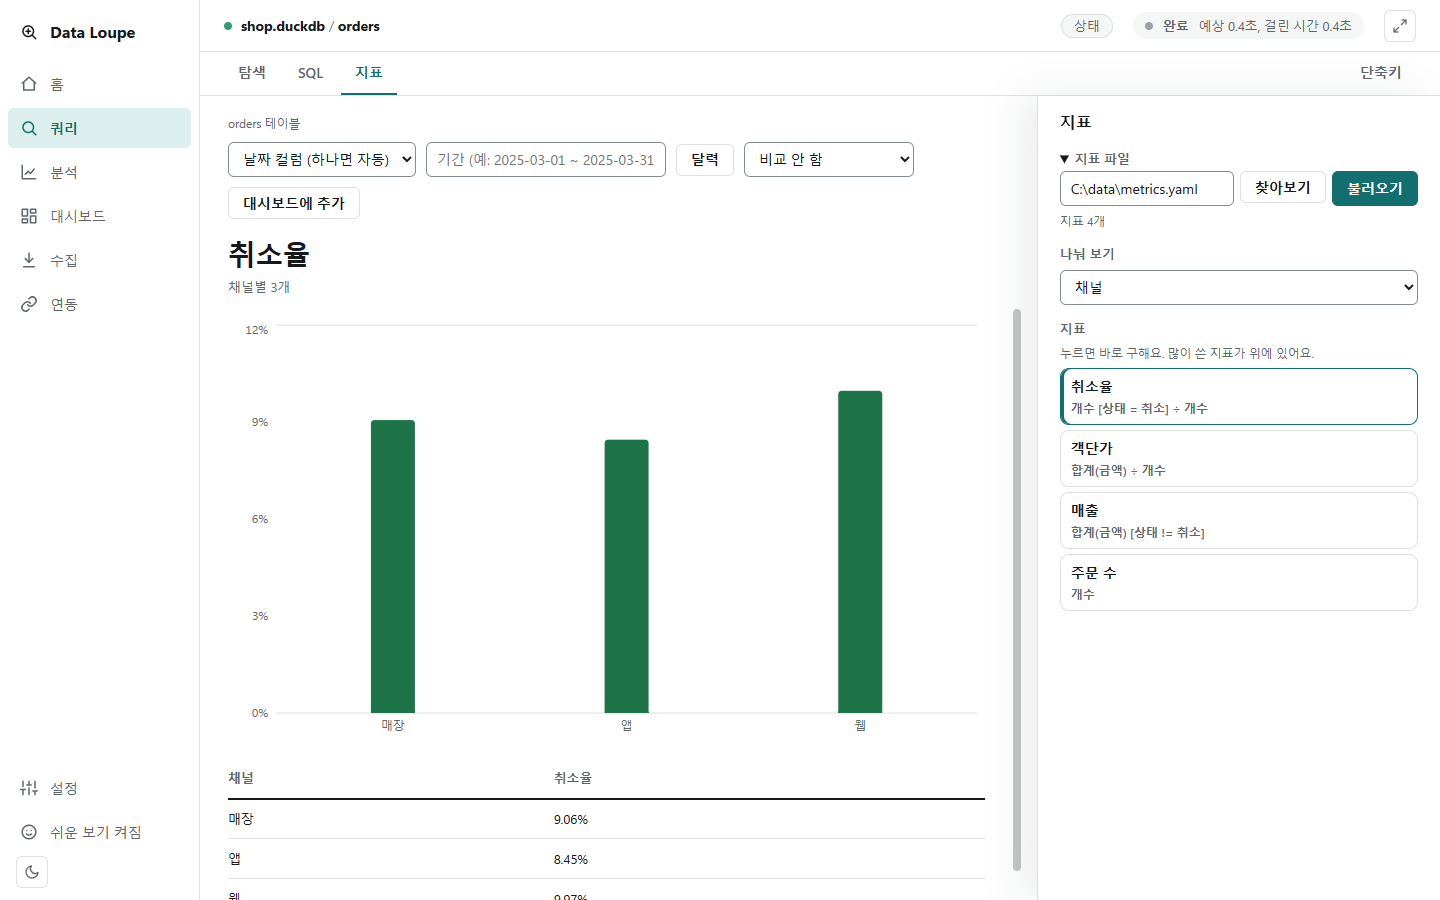 Data Loupe
홈
쿼리
분석
대시보드
수집
연동
설정
쉬운 보기 켜짐
shop.duckdb / orders
상태
완료 예상 0.4초, 걸린 시간 0.4초
탐색 SQL 지표
단축키
orders 테이블
날짜 컬럼 (하나면 자동)
기간 (예: 2025-03-01 ~ 2025-03-31
달력
비교 안 함
대시보드에 추가
취소율
채널별 3개
12%
9%
6%
3%
0%
매장 앱 웹
채널 취소율
매장 9.06%
앱 8.45%
웹 9.97%
지표
▼ 지표 파일
C:\data\metrics.yaml
찾아보기
불러오기
지표 4개
나눠 보기
채널
지표
누르면 바로 구해요. 많이 쓴 지표가 위에 있어요.
취소율
개수 [상태 = 취소] ÷ 개수
객단가
합계(금액) ÷ 개수
매출
합계(금액) [상태 != 취소]
주문 수
개수